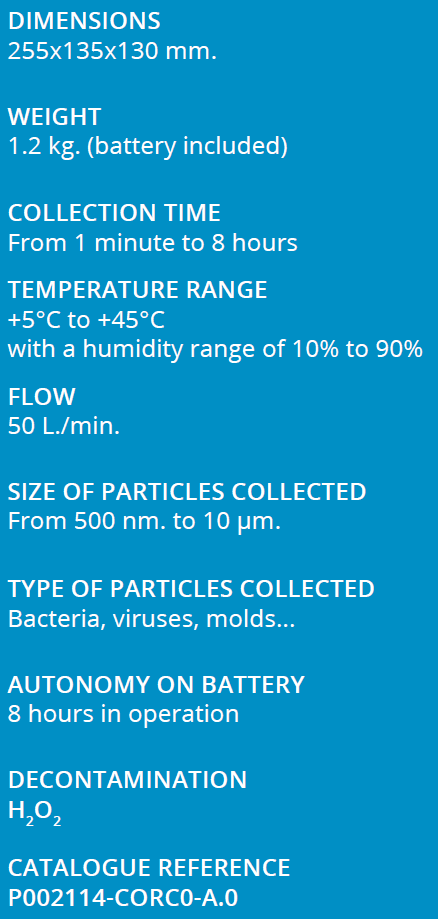 DIMENSIONS
255x135x130 mm.
WEIGHT
1.2 kg. (battery included)
COLLECTION TIME
From 1 minute to 8 hours
TEMPERATURE RANGE
+5°C to +45°C
with a humidity range of 10% to 90%
FLOW
50 L./min.
SIZE OF PARTICLES COLLECTED
From 500 nm. to 10 µm.
TYPE OF PARTICLES COLLECTED
Bacteria, viruses, molds...
AUTONOMY ON BATTERY
8 hours in operation
DECONTAMINATION
H₂O₂
CATALOGUE REFERENCE
P002114-CORC0-A.0